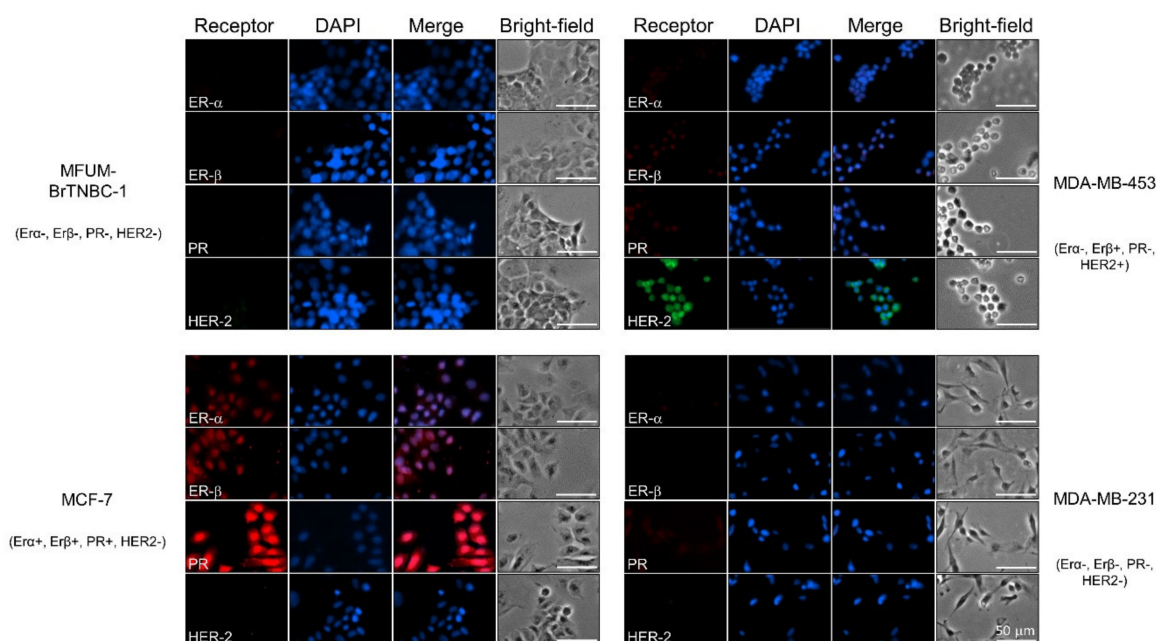 Receptor DAPI Merge Bright-field
ER-α
ER-β
PR
HER-2
MFUM-
BrTNBC-1
(Erα-, Erβ-, PR-, HER2-)
Receptor DAPI Merge Bright-field
ER-α
ER-β
PR
HER-2
MDA-MB-453
(Erα-, Erβ+, PR-,
HER2+)
ER-α
ER-β
PR
HER-2
MCF-7
(Erα+, Erβ+, PR+, HER2-)
ER-α
ER-β
PR
HER-2
50 μm
MDA-MB-231
(Erα-, Erβ-, PR-,
HER2-)